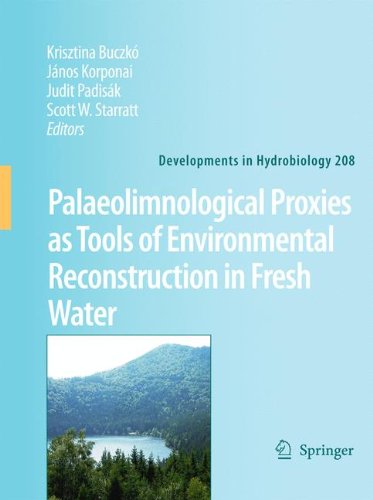 Krisztina Buczkó
János Korponai
Judit Padisák
Scott W. Starratt
Editors
Developments in Hydrobiology 208
Palaeolimnological Proxies
as Tools of Environmental
Reconstruction in Fresh
Water
Springer